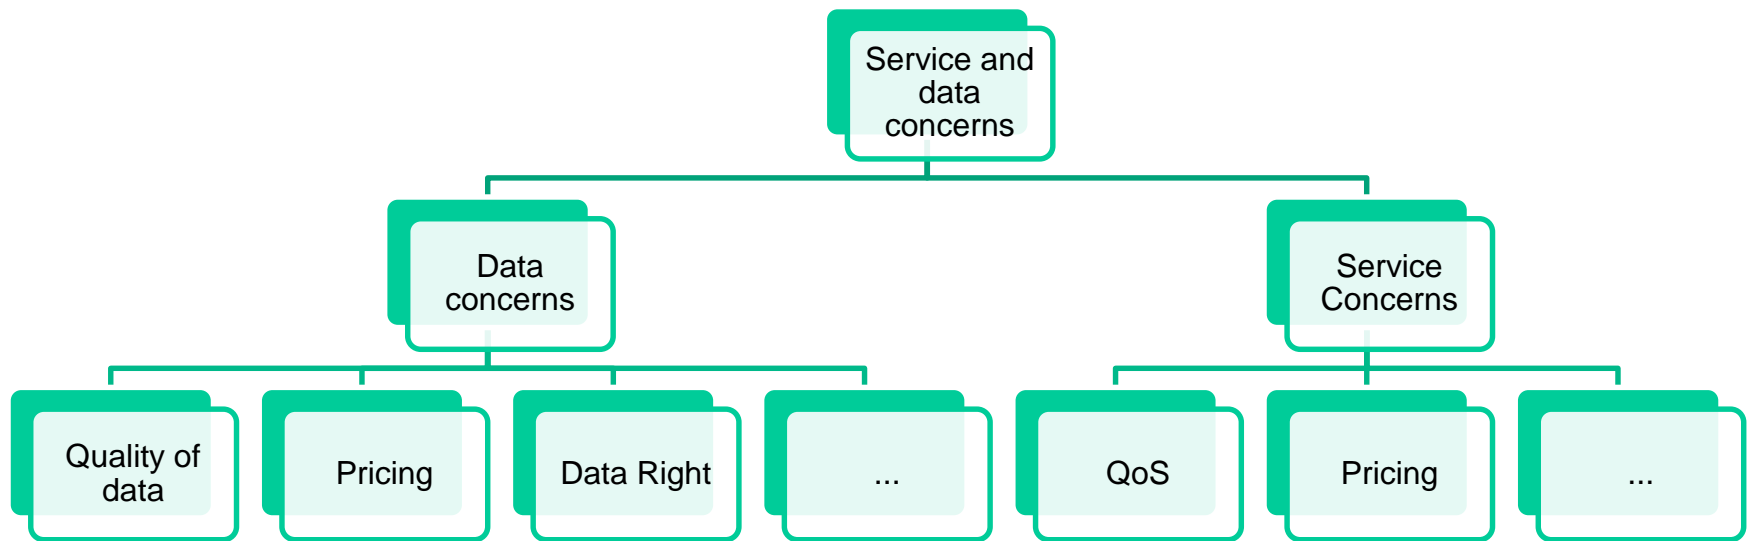 Service and
data
concerns
Data
concerns
Service
Concerns
Quality of
data
Pricing
Data Right
...
QoS
Pricing
...